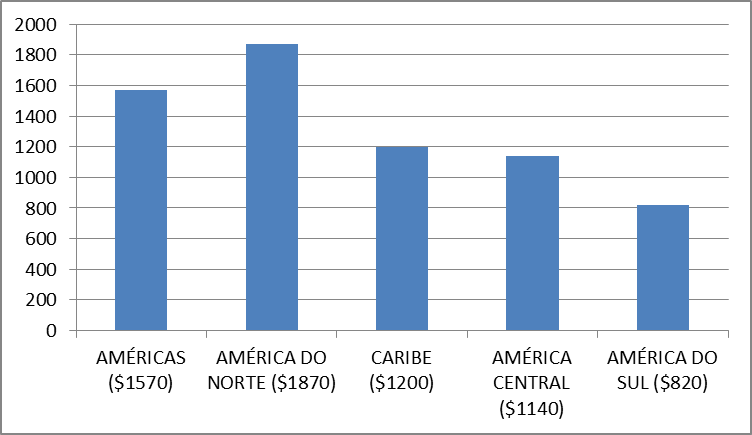 2000
1800
1600
1400
1200
1000
800
600
400
200
0
AMÉRICAS
($1570)
AMÉRICA DO
NORTE ($1870)
CARIBE
($1200)
AMÉRICA
CENTRAL
($1140)
AMÉRICA DO
SUL ($820)